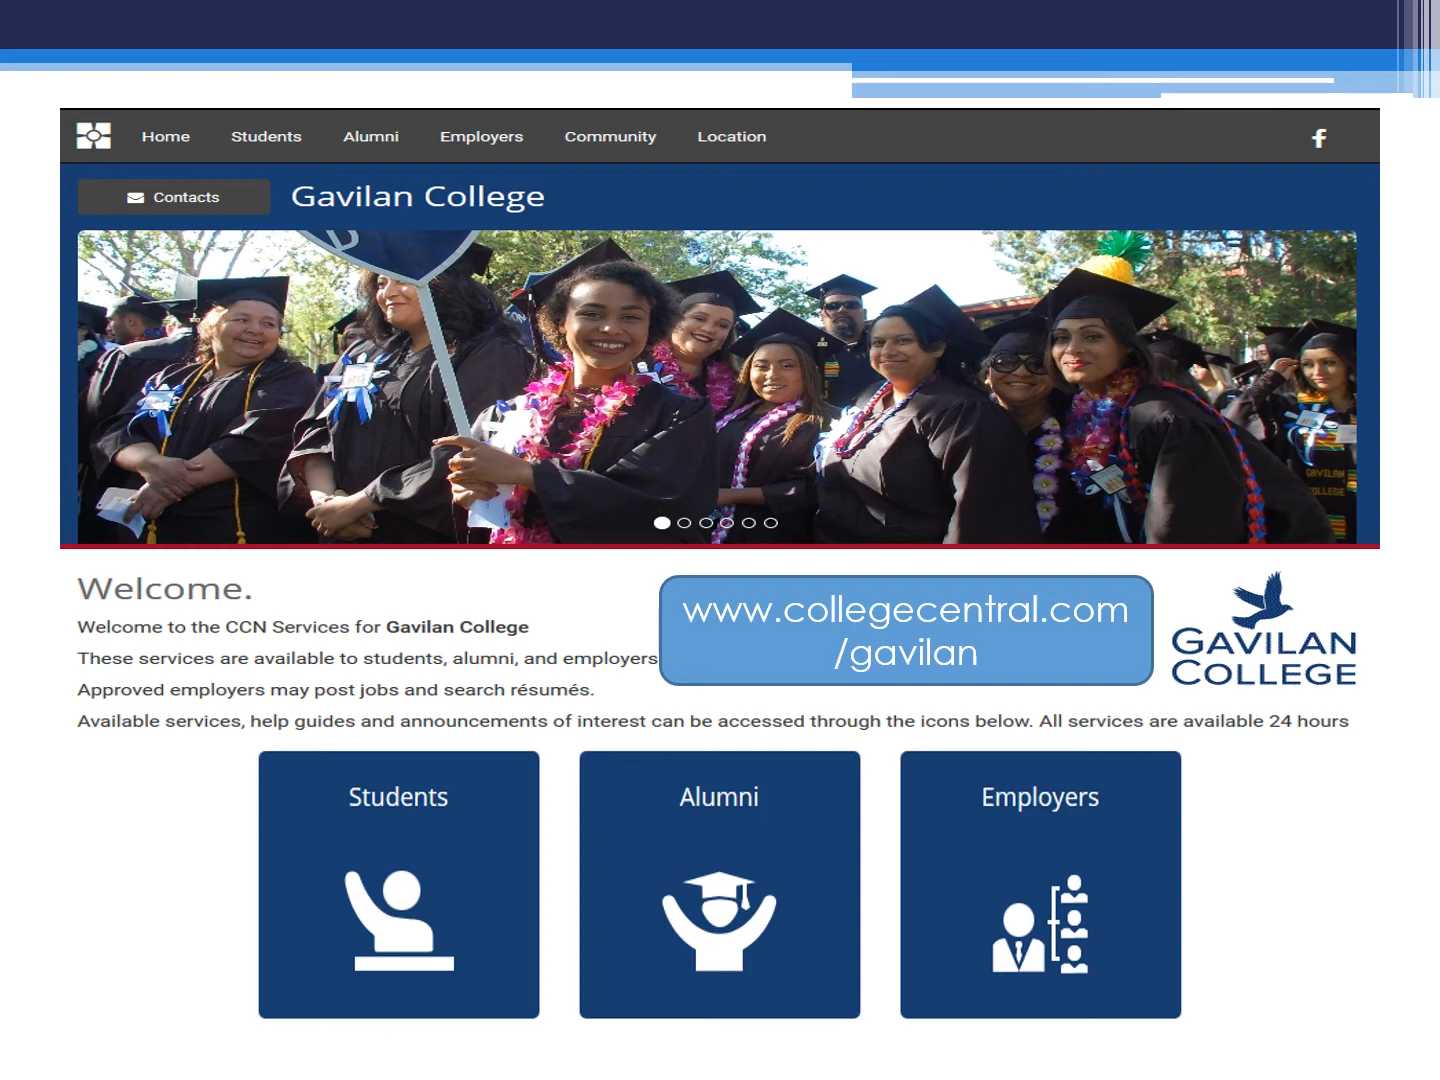 Home Students Alumni Employers Community Location
Contacts
Gavilan College
GAVILAN
COLLEGE
Welcome.
Welcome to the CCN Services for Gavilan College
These services are available to students, alumni, and employers
Approved employers may post jobs and search résumés.
Available services, help guides and announcements of interest can be accessed through the icons below. All services are available 24 hours
www.collegecentral.com
/gavilan
GAVILAN
COLLEGE
Students
Alumni
Employers